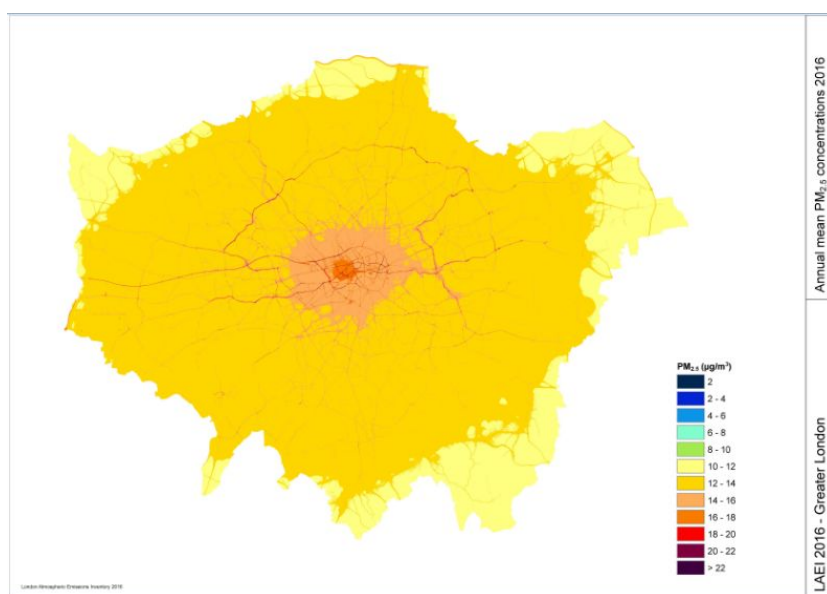 Annual mean PM2.5 concentrations 2016
LAEI 2016 - Greater London
PM2.5 (µg/m³)
2
2 - 4
4 - 6
6 - 8
8 - 10
10 - 12
12 - 14
14 - 16
16 - 18
18 - 20
20 - 22
> 22
London Atmospheric Emissions Inventory 2016